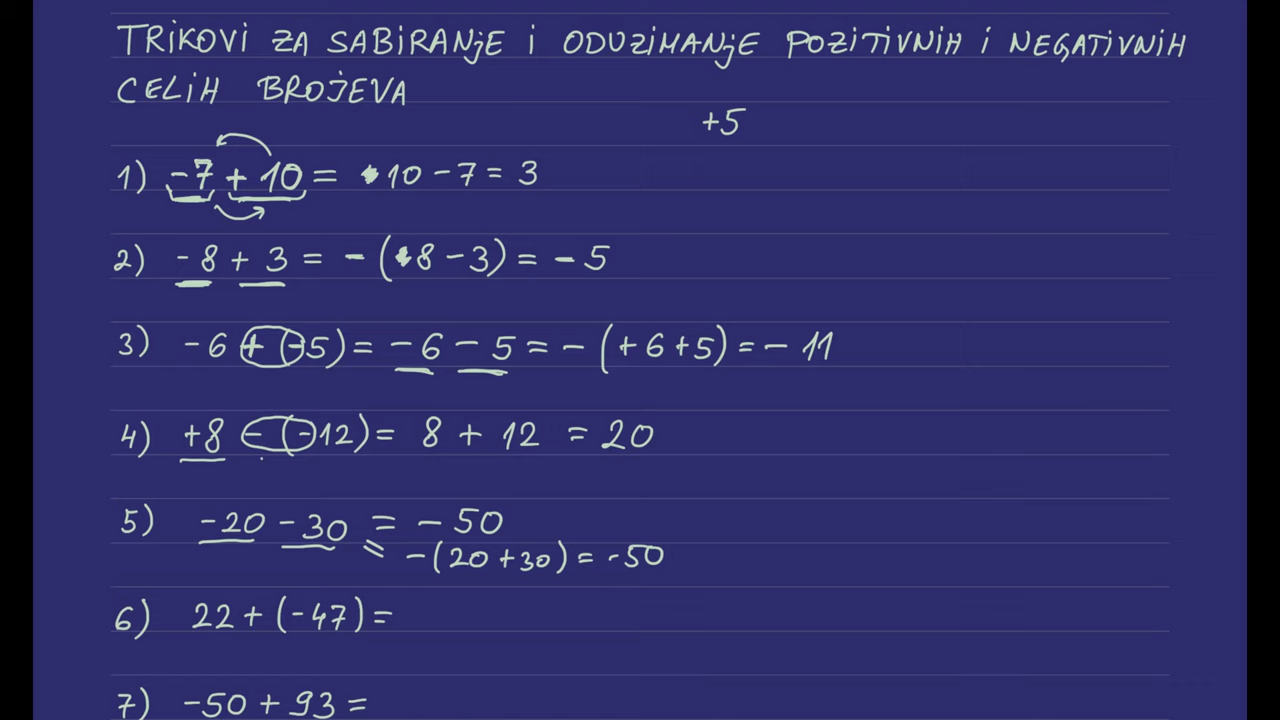 TRIKOVI ZA SABIRANJE I ODUZIMANJE POZITIVNIH I NEGATIVNIH
CELIH BROJEVA
+5
1) -7 + 10 = 10 - 7 = 3
2) - 8 + 3 = - (8 - 3) = - 5
3) - 6 + (-5) = - 6 - 5 = - (+ 6 + 5) = - 11
4) +8 - (-12) = 8 + 12 = 20
5) -20 - 30 = - 50
= -(20 + 30) = -50
6) 22 + (-47) =
7) -50 + 93 =